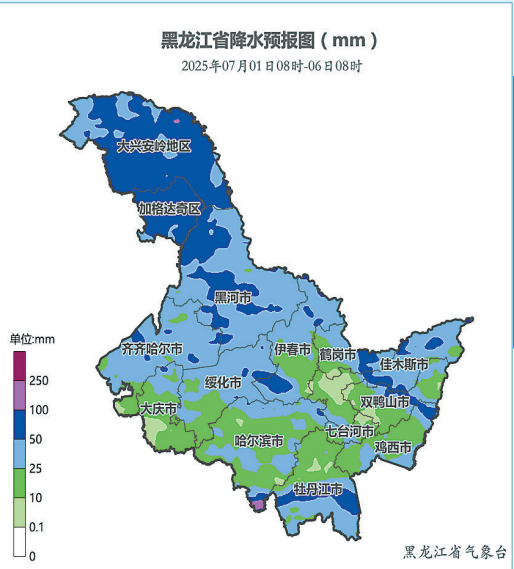 黑龙江省降水预报图（mm）
2025年07月01日08时-06日08时
大兴安岭地区
加格达奇区
黑河市
单位:mm
齐齐哈尔市
伊春市
鹤岗市
佳木斯市
绥化市
250
大庆市
双鸭山市
100
七台河市
50
哈尔滨市
鸡西市
25
牡丹江市
10
0.1
0
黑龙江省气象台